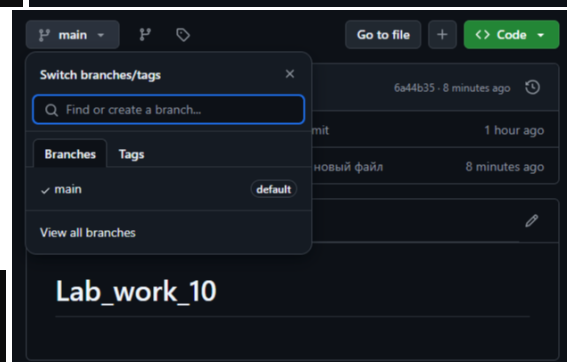 main
Go to file
Code
Switch branches/tags
6a44b35 · 8 minutes ago
Find or create a branch...
mit
1 hour ago
Branches
Tags
новый файл
8 minutes ago
main
default
View all branches
Lab_work_10